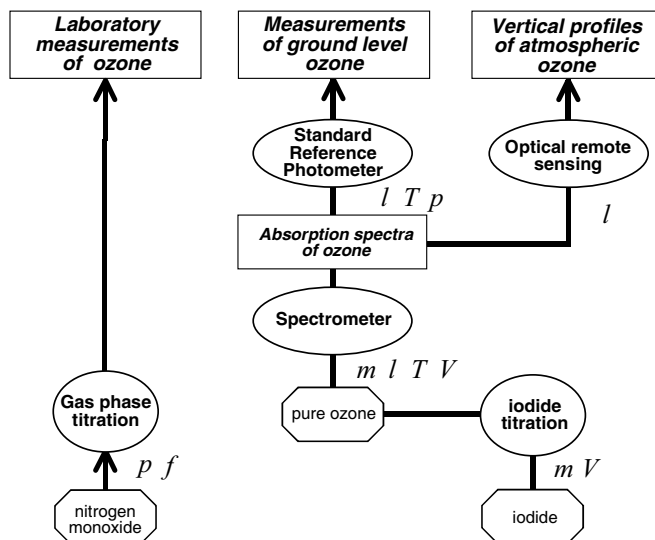 Laboratory
measurements
of ozone
Measurements
of ground level
ozone
Vertical profiles
of atmospheric
ozone
Standard
Reference
Photometer
Optical remote
sensing
l T p
l
Absorption spectra
of ozone
Spectrometer
m l T V
Gas phase
titration
pure ozone
iodide
titration
p f
m V
nitrogen
monoxide
iodide